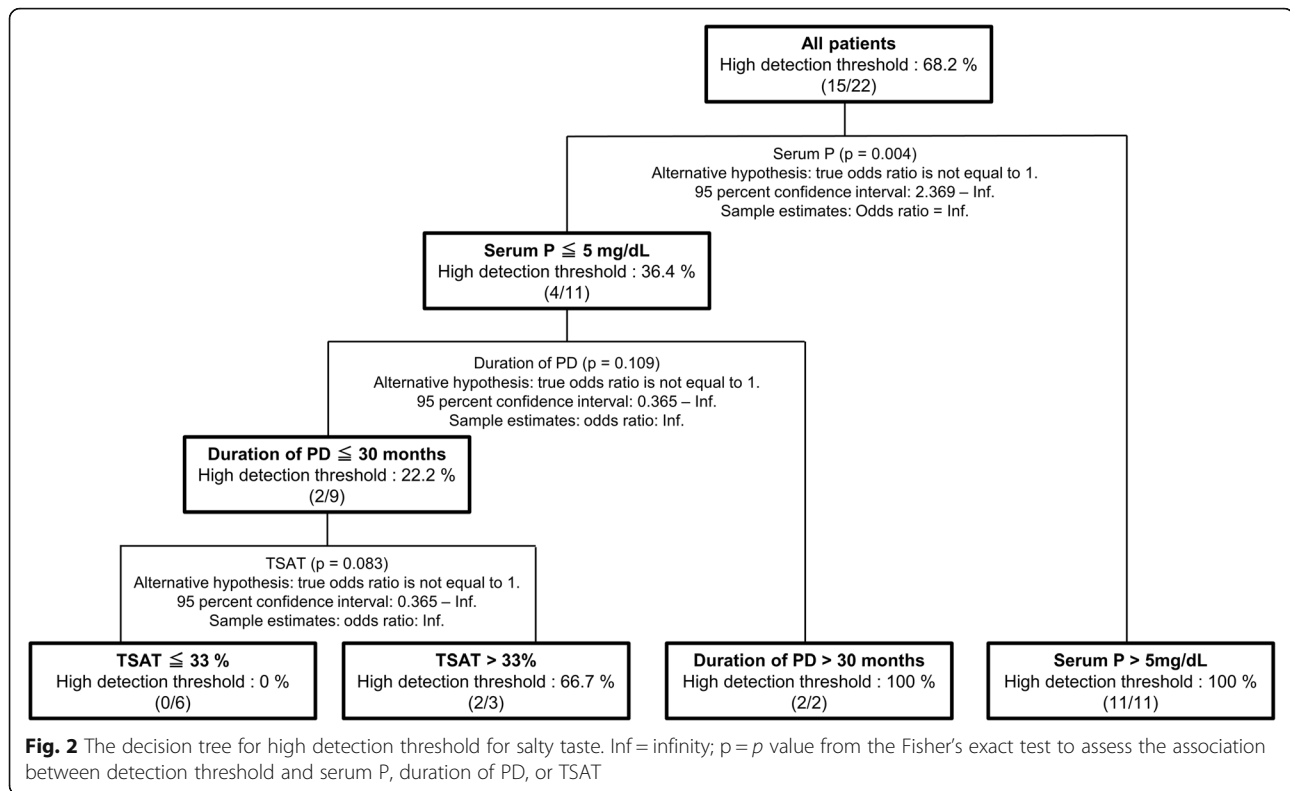 All patients
High detection threshold : 68.2 %
(15/22)
Serum P (p = 0.004)
Alternative hypothesis: true odds ratio is not equal to 1.
95 percent confidence interval: 2.369 – Inf.
Sample estimates: Odds ratio = Inf.
Serum P ≦ 5 mg/dL
High detection threshold : 36.4 %
(4/11)
Duration of PD (p = 0.109)
Alternative hypothesis: true odds ratio is not equal to 1.
95 percent confidence interval: 0.365 – Inf.
Sample estimates: odds ratio: Inf.
Duration of PD ≦ 30 months
High detection threshold : 22.2 %
(2/9)
TSAT (p = 0.083)
Alternative hypothesis: true odds ratio is not equal to 1.
95 percent confidence interval: 0.365 – Inf.
Sample estimates: odds ratio: Inf.
TSAT ≦ 33 %
High detection threshold : 0 %
(0/6)
TSAT > 33%
High detection threshold : 66.7 %
(2/3)
Duration of PD > 30 months
High detection threshold : 100 %
(2/2)
Serum P > 5mg/dL
High detection threshold : 100 %
(11/11)
Fig. 2 The decision tree for high detection threshold for salty taste. Inf = infinity; p = p value from the Fisher's exact test to assess the association
between detection threshold and serum P, duration of PD, or TSAT